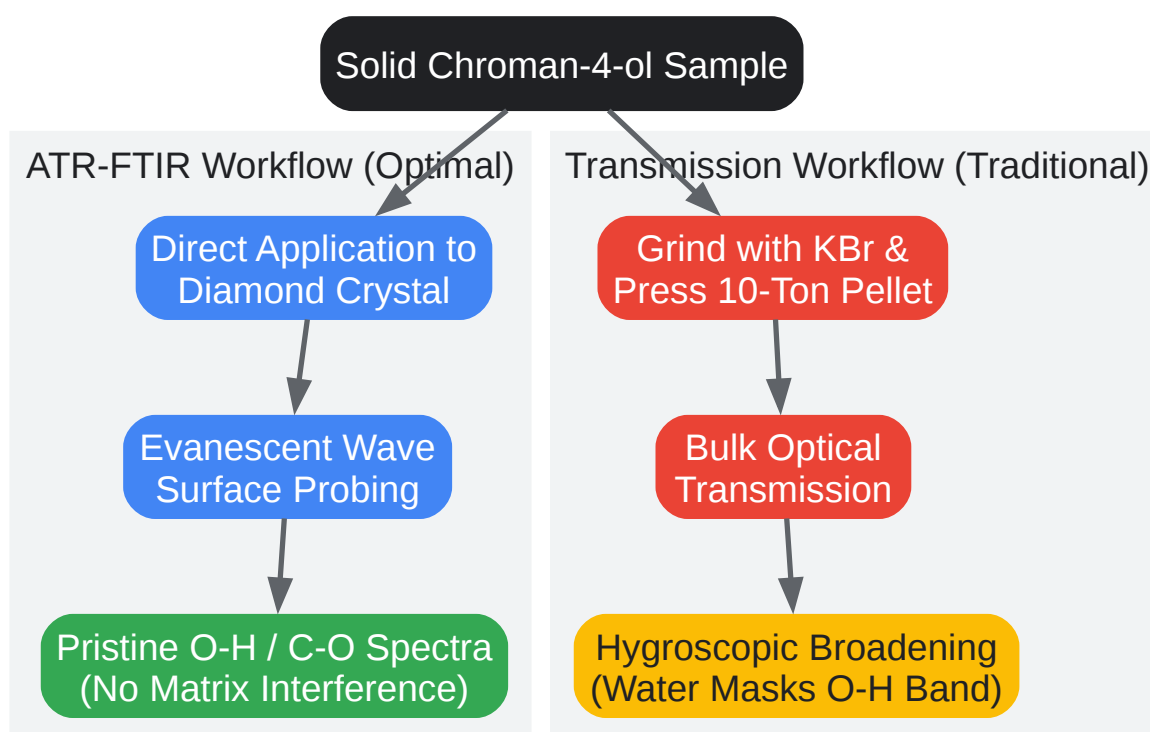 Solid Chroman-4-ol Sample
ATR-FTIR Workflow (Optimal)
Direct Application to
Diamond Crystal
Evanescent Wave
Surface Probing
Pristine O-H / C-O Spectra
(No Matrix Interference)
Transmission Workflow (Traditional)
Grind with KBr &
Press 10-Ton Pellet
Bulk Optical
Transmission
Hygroscopic Broadening
(Water Masks O-H Band)